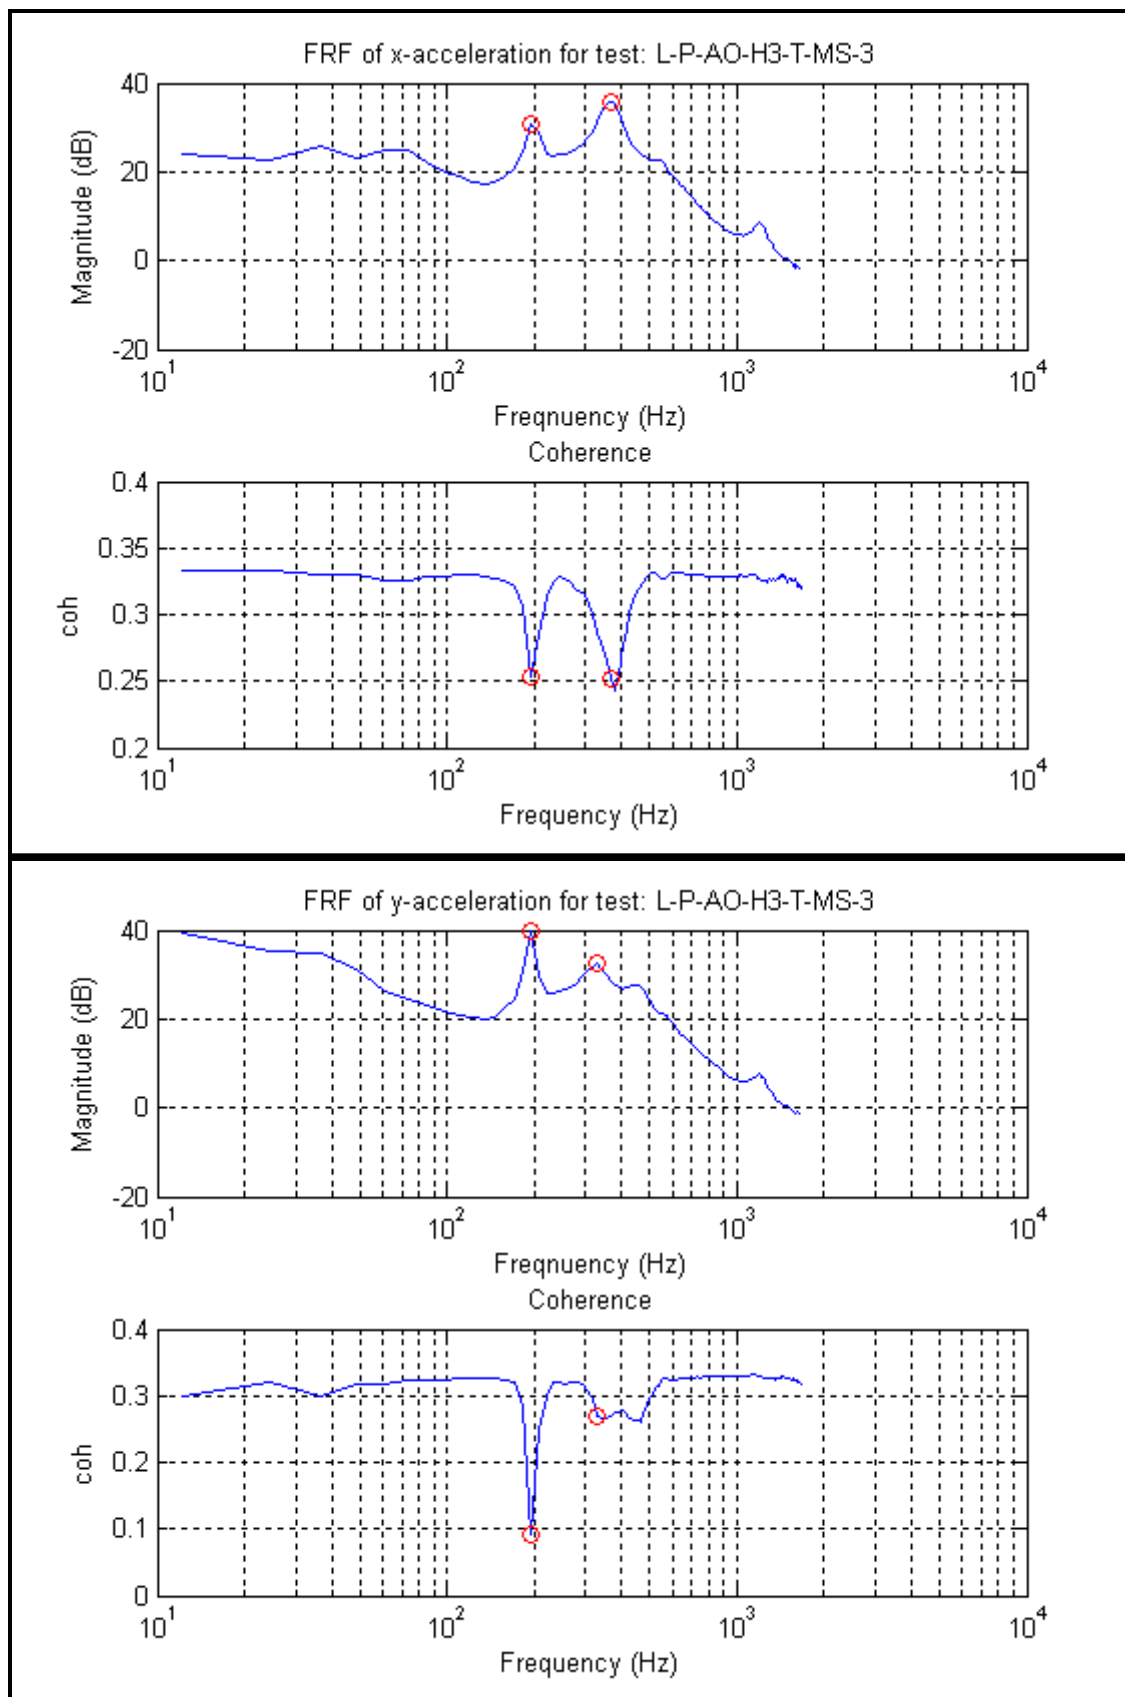 FRF of x-acceleration for test: L-P-AO-H3-T-MS-3
40
20
0
-20
Magnitude (dB)
10^1 10^2 10^3 10^4
Freqnuency (Hz)
Coherence
0.4
0.35
0.3
0.25
0.2
coh
10^1 10^2 10^3 10^4
Frequency (Hz)
FRF of y-acceleration for test: L-P-AO-H3-T-MS-3
40
20
0
-20
Magnitude (dB)
10^1 10^2 10^3 10^4
Freqnuency (Hz)
Coherence
0.4
0.3
0.2
0.1
0
coh
10^1 10^2 10^3 10^4
Frequency (Hz)